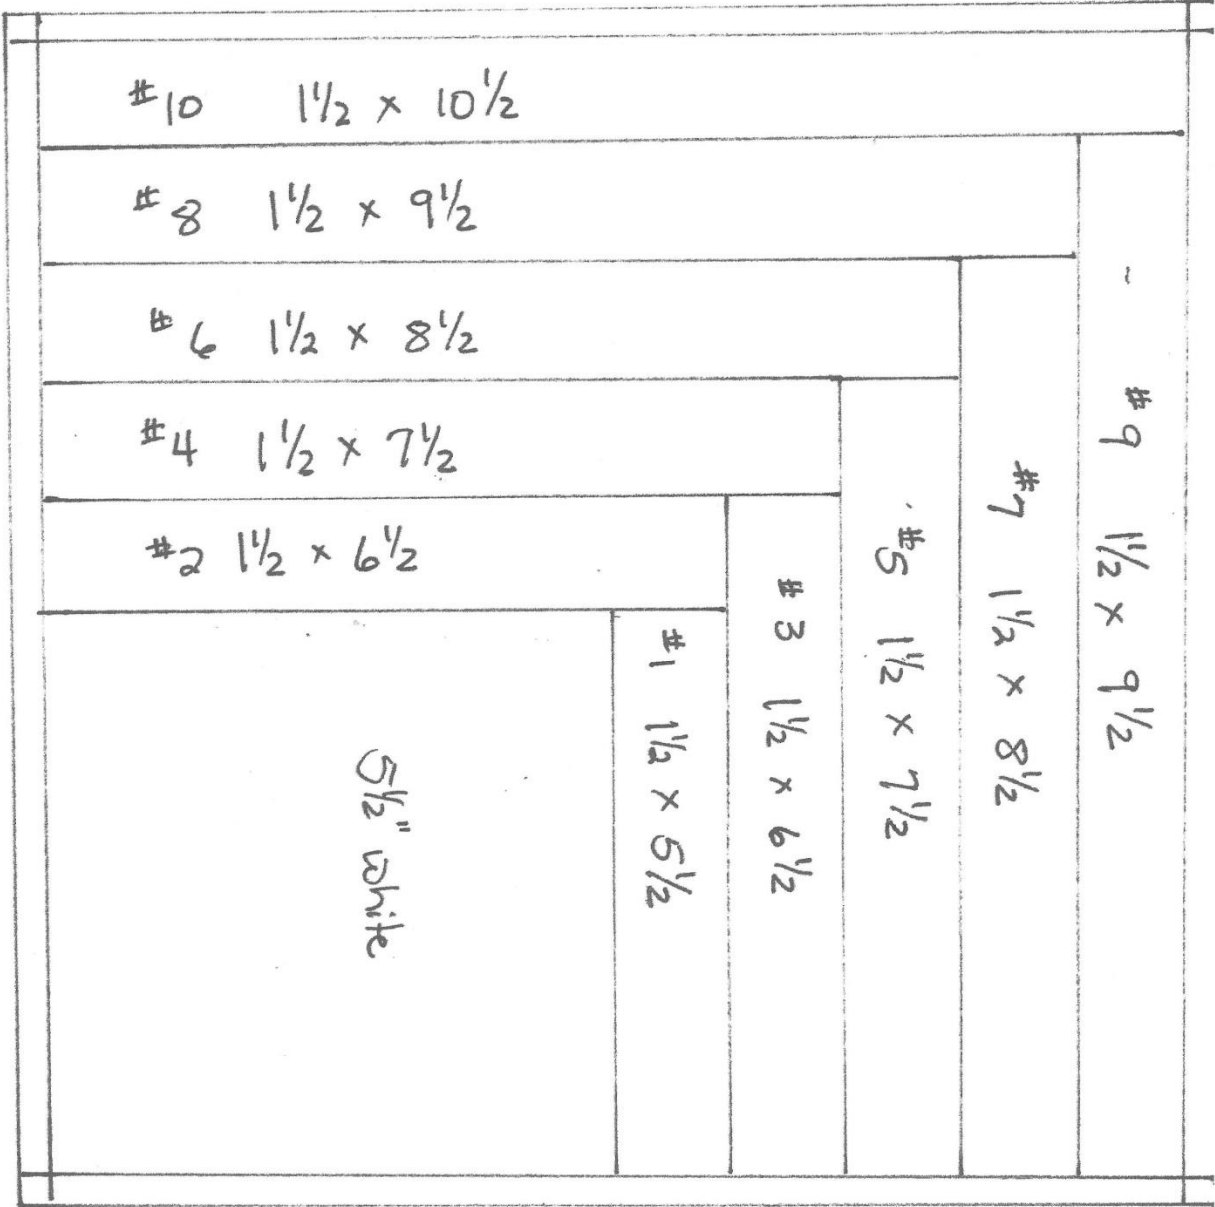 #10 1½ x 10½
#8 1½ x 9½
#6 1½ x 8½
#4 1½ x 7½
#2 1½ x 6½
5½" white
#1 1½ x 5½
#3 1½ x 6½
#5 1½ x 7½
#7 1½ x 8½
#9 1½ x 9½